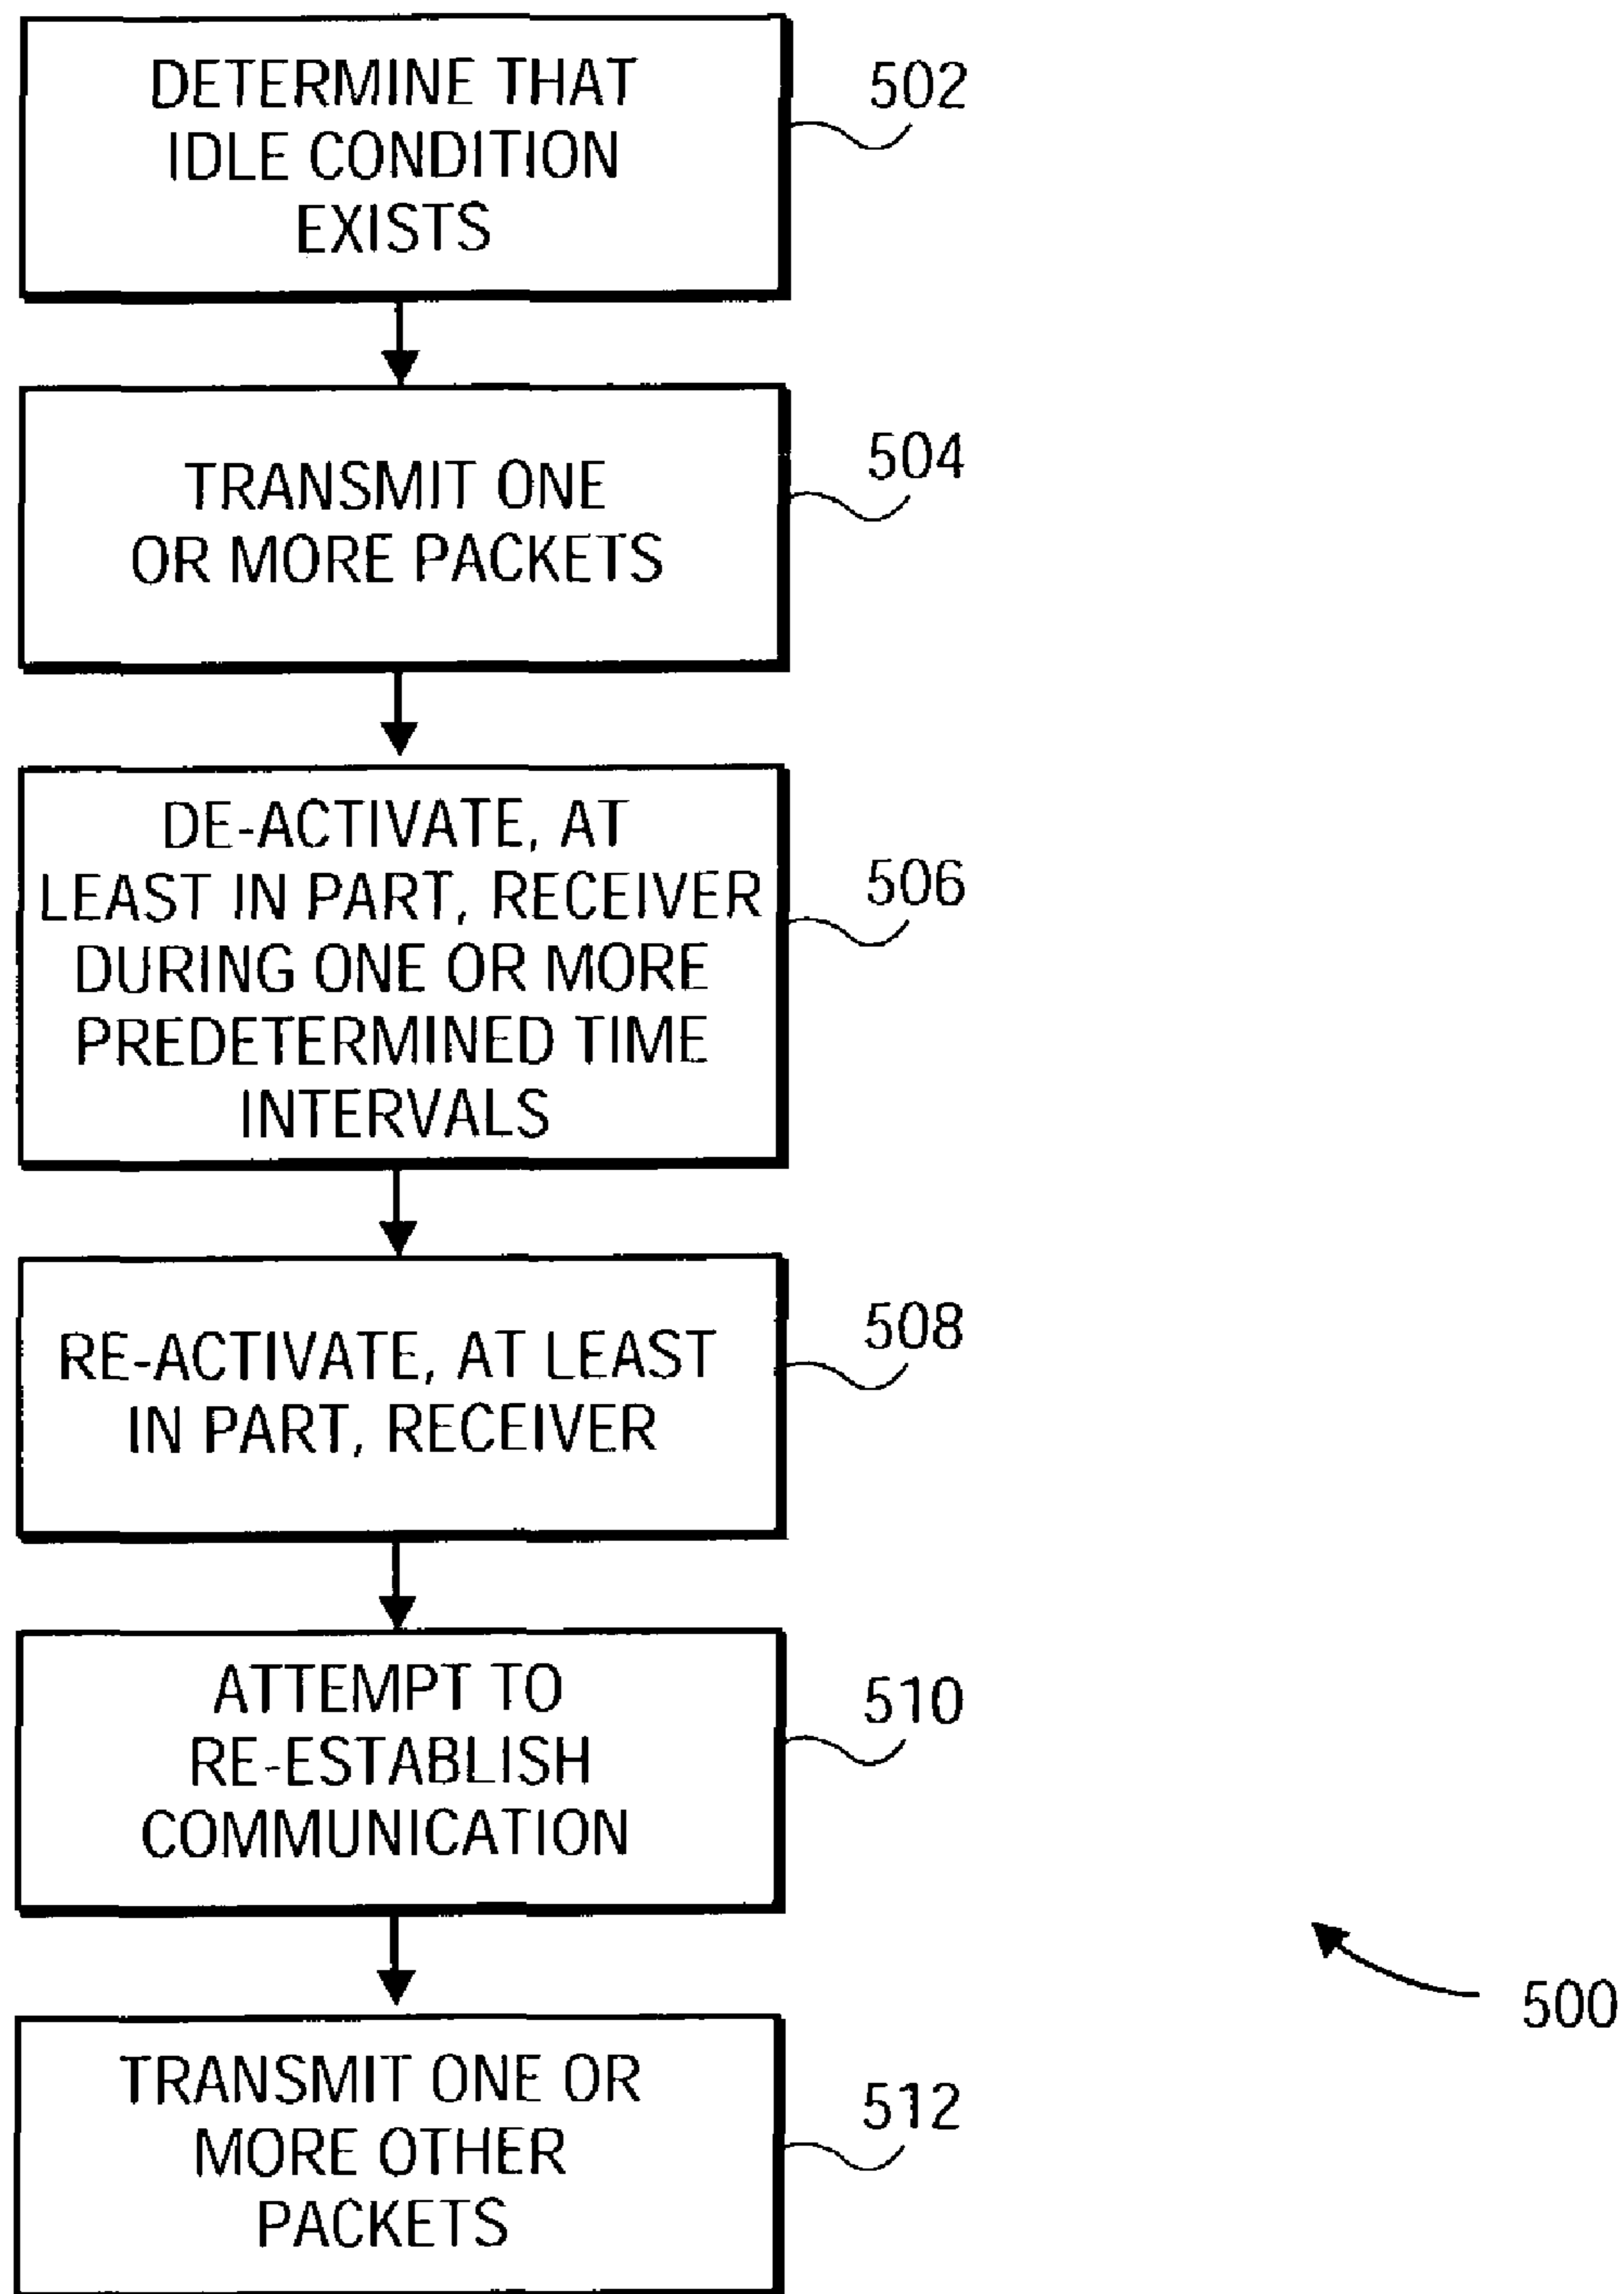 DETERMINE THAT
IDLE CONDITION
EXISTS
502
TRANSMIT ONE
OR MORE PACKETS
504
DE-ACTIVATE, AT
LEAST IN PART, RECEIVER
DURING ONE OR MORE
PREDETERMINED TIME
INTERVALS
506
RE-ACTIVATE, AT LEAST
IN PART, RECEIVER
508
ATTEMPT TO
RE-ESTABLISH
COMMUNICATION
510
TRANSMIT ONE OR
MORE OTHER
PACKETS
512
500